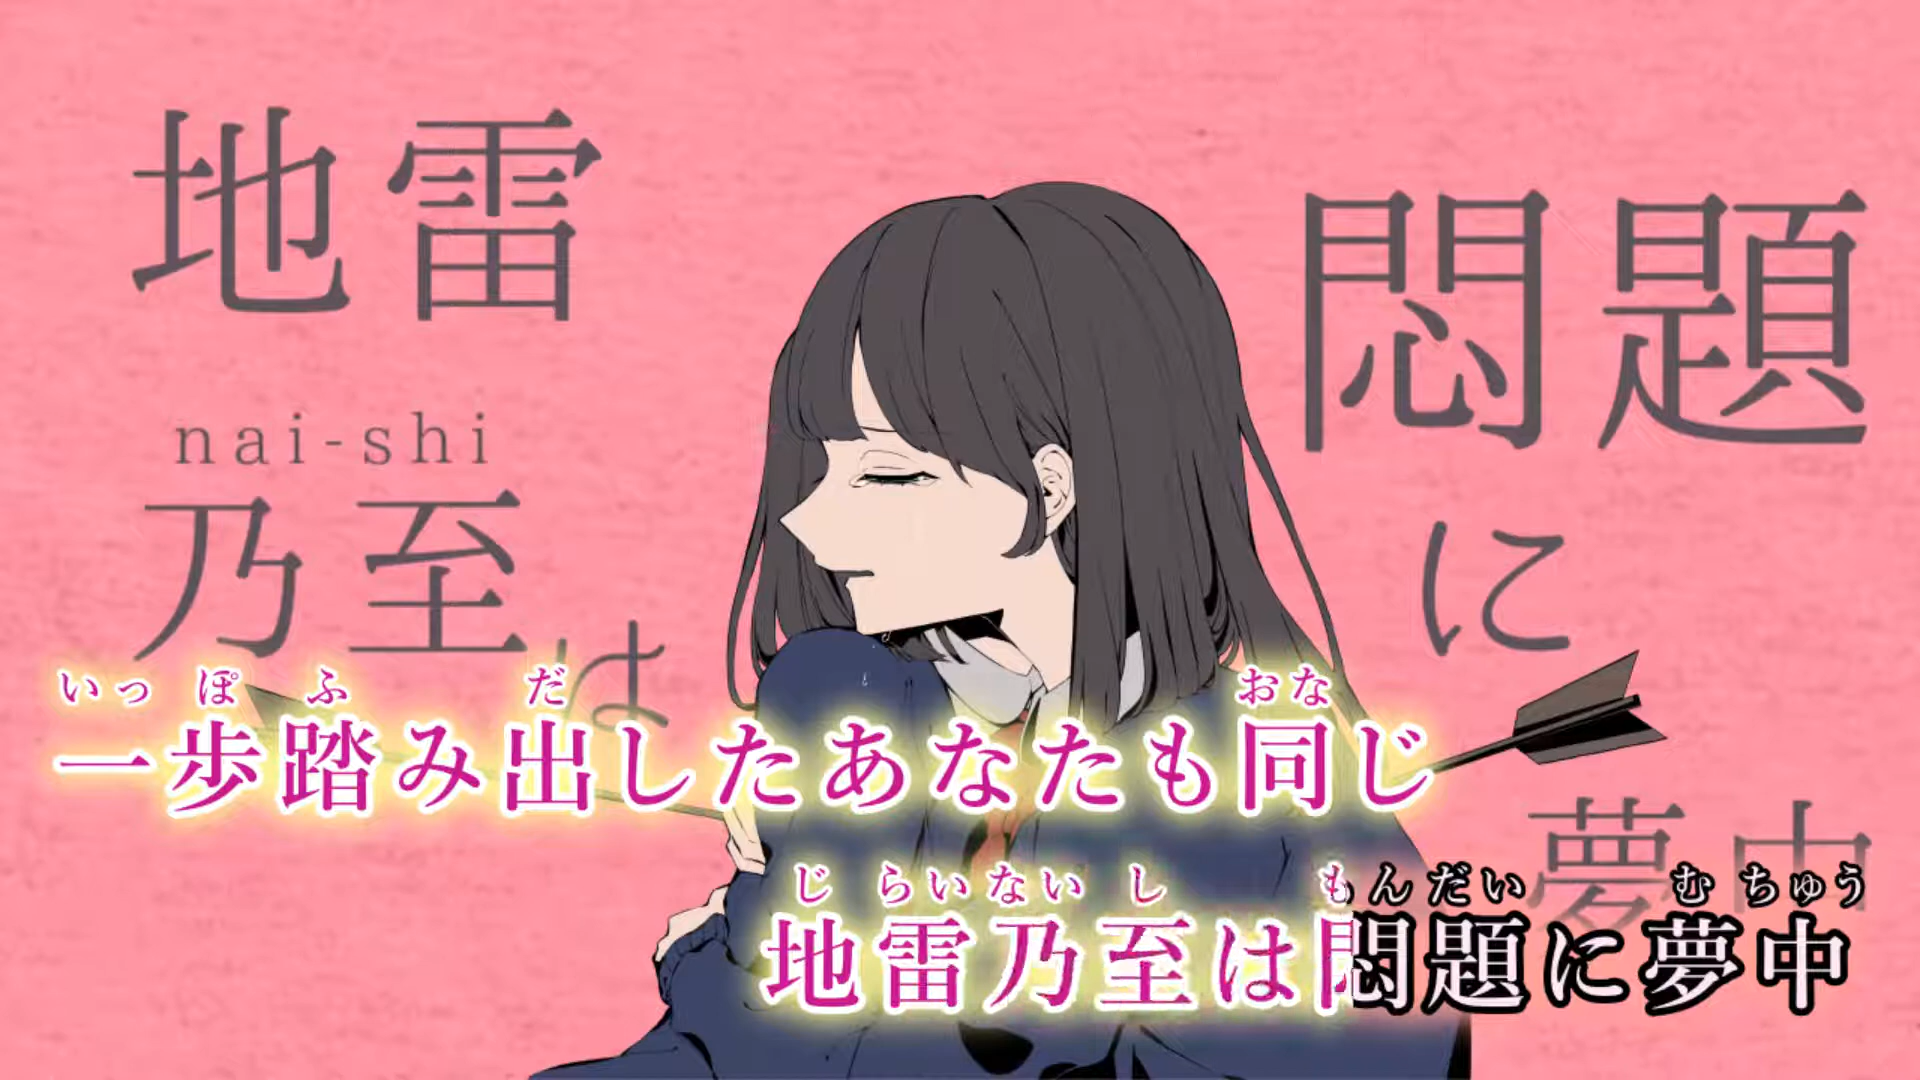 地雷
nai-shi
乃至
は
悶題
に
夢中
いっ ぽ ふ だ おな
一歩踏み出したあなたも同じ
じ らい ない し もん だい む ちゅう
地雷乃至は悶題に夢中